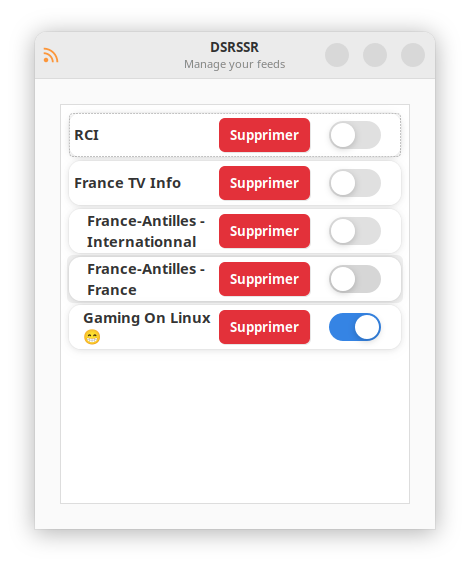 DSRSSR
Manage your feeds
RCI
Supprimer
France TV Info
Supprimer
France-Antilles -
Internationnal
Supprimer
France-Antilles -
France
Supprimer
Gaming On Linux
😁
Supprimer